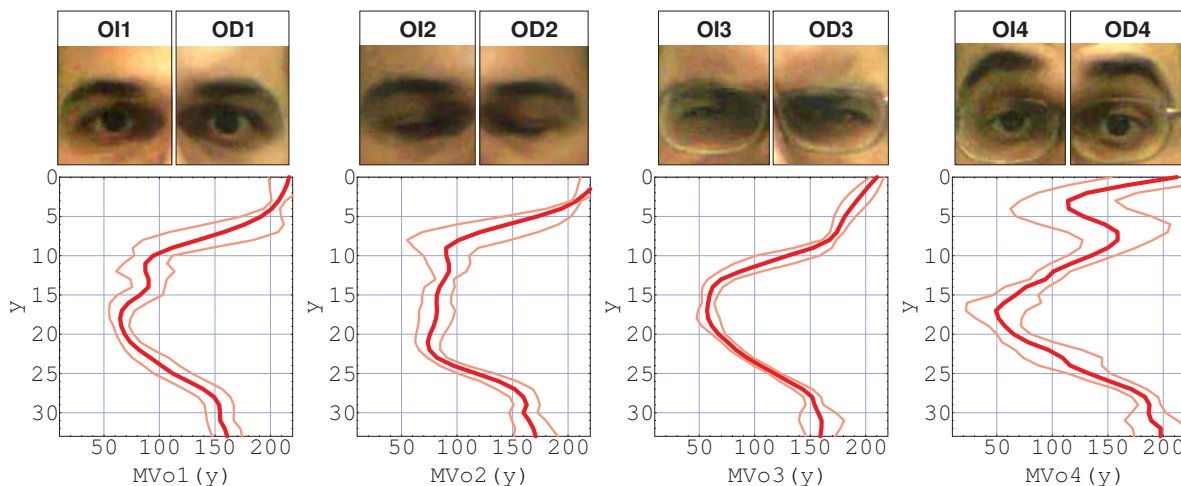 OI1 OD1 OI2 OD2 OI3 OD3 OI4 OD4
0 0 0 0
5 5 5 5
10 10 10 10
15 15 15 15
y y y y
20 20 20 20
25 25 25 25
30 30 30 30
50 100 150 200 50 100 150 200 50 100 150 200 50 100 150 200
MVo1(y) MVo2(y) MVo3(y) MVo4(y)